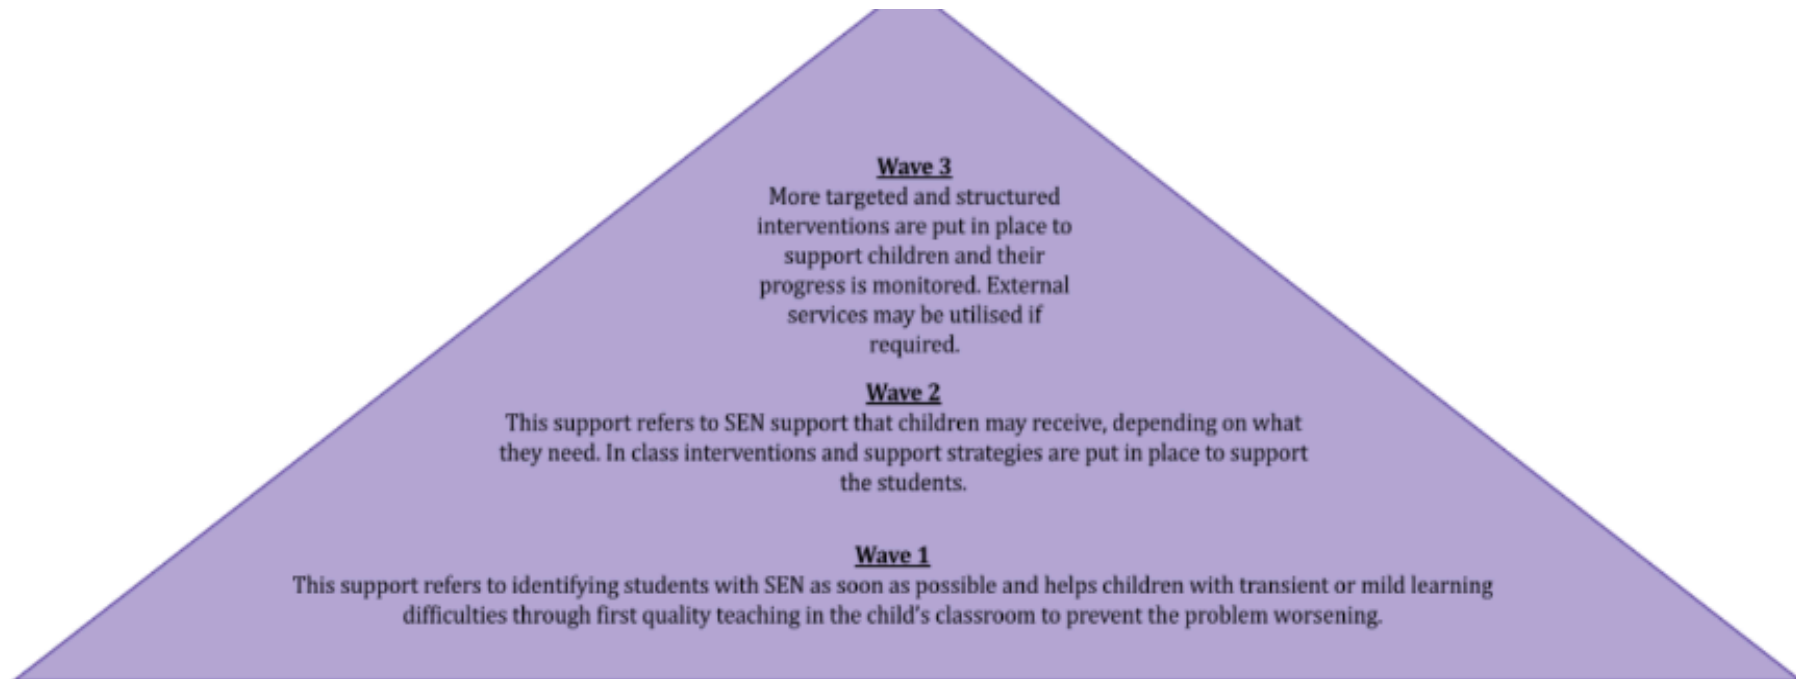 Wave 3
More targeted and structured
interventions are put in place to
support children and their
progress is monitored. External
services may be utilised if
required.
Wave 2
This support refers to SEN support that children may receive, depending on what
they need. In class interventions and support strategies are put in place to support
the students.
Wave 1
This support refers to identifying students with SEN as soon as possible and helps children with transient or mild learning
difficulties through first quality teaching in the child's classroom to prevent the problem worsening.